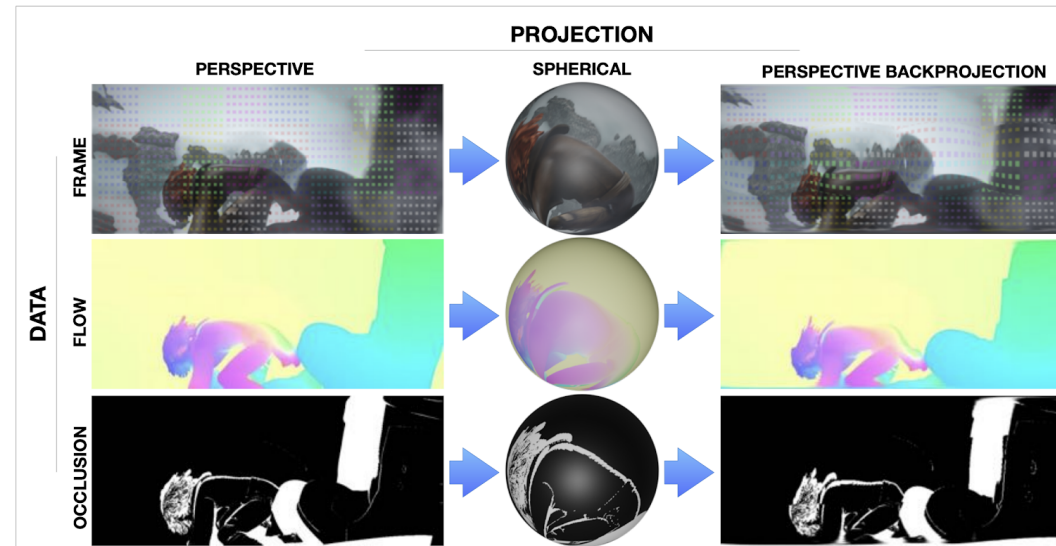 PROJECTION
PERSPECTIVE
SPHERICAL
PERSPECTIVE BACKPROJECTION
DATA
FRAME
FLOW
OCCLUSION